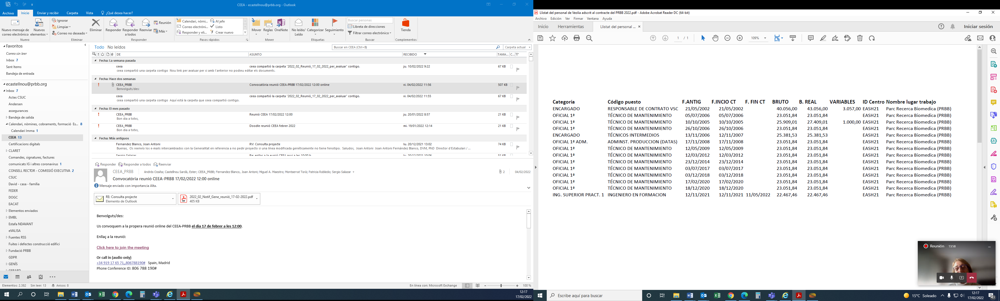 CEEA - ecastellnou@prbb.org - Outlook
Archivo Inicio Enviar y recibir Carpeta Vista ¿Qué desea hacer?
Nuevo mensaje de correo electrónico
Nuevos elementos
Nuevo
Ignorar
Limpiar
Correo no deseado
Eliminar
Eliminar
Responder
Responder a todos
Reenviar
Reunión
Más
Responder
Calendari, nòmi...
Correo electróni...
Responder y eli...
Al jefe
Listo
Crear nuevo
Pasos rápidos
Mover
Reglas
OneNote
Mover
No leído/ Leído
Categorizar
Seguimiento
Etiquetas
Buscar personas
Libreta de direcciones
Filtrar correo electrónico
Buscar
Tienda
Complementos
Favoritos
Correo sin leer
Inbox 7
Sent Items
Bandeja de entrada
ecastellnou@prbb.org
Inbox 7
Actes CSUC
Andersen
assegurances
Bandeja de salida
Calendari, nòmines, cobraments, formació Es... 8
Calendari Imma 1
CEEA 13
Certificacions digitals
CLARET
Comandes, signatures, factures
comunicats IG i altres coronavirus 1
CONSELL RECTOR - COMISSIÓ EXECUTIVA 2
CSUC
David - casa - família
FEDER
DOGC
EACAT
Elementos enviados
EMBL
Estafa NDAVANT
eVALISA
Fuentes RSS
Fuites i defectes construcció edifici
Fundació PRBB
GDPR
GENÍS
GERARD
Todo No leídos
Buscar en CEEA (Ctrl+B)
Carpeta actual
DE ASUNTO RECIBIDO TAMA... C...
Fecha: La semana pasada
ceea ceea compartió la carpeta "2022_02_Reunió_17_02_2022_per_avaluar" contigo. ju. 10/02/2022 9:22 67 KB
ceea compartió una carpeta contigo Nou link per avaluar per si amb l'anterior no podieu editar els documents.
Fecha: Hace dos semanas
CEEA_PRBB Convocatòria reunió CEEA-PRBB 17/02/2022 12:00 online vi. 04/02/2022 11:56 507 KB
Benvolguts/des:
ceea ceea compartió la carpeta "2022_02_Reunió_17_02_2022_per_avaluar" contigo. vi. 04/02/2022 11:55 67 KB
ceea compartió una carpeta contigo Aquí está la carpeta que ceea compartió contigo.
Fecha: El mes pasado
CEEA_PRBB Reunió CEEA 17/02/2022 12:00 ju. 20/01/2022 8:57 21 KB
Bon dia a totxs,
CEEA_PRBB Doodle reunió CEEA febrer 2022 mi. 19/01/2022 12:14 21 KB
Bon dia a totxs,
Fecha: Más antiguos
Fernandez Blanco, Joan Antoni RV: Consulta projecte lu. 20/12/2021 13:02 74 KB
Buenas, Os reenvío los e-mails intercambiados con la Generalitat en referencia a no pedir proyecto si una línea modificada genéticamente no tiene fenotipo. Saludos, Joan Antoni Joan Antoni Fernández Blanco, DVM, PhD Director d'Estabulari / ...
Sergio Salazar Re: enllaç a la eunió CEEA avui a les 10:00 h lu. 20/12/2021 10:06 51 KB
Responder Responder a todos Reenviar
CEEA_PRBB Andrés Ozaita; Castellnou Sardà, Ester; CEEA_PRBB; Fernandez Blanco, Joan Antoni; Miguel A. Maestro; Montserrat Torà; Patricia Robledo; Sergio Salazar 2 04/02/2022
Convocatòria reunió CEEA-PRBB 17/02/2022 12:00 online
Mensaje enviado con importancia Alta.
RE: Consulta projecte
Elemento de Outlook
2022_02_Notif_Gene_reunió_17-02-2022.pdf
405 KB
Benvolguts/des:
Us convoquem a la propera reunió online del CEEA-PRBB el dia 17 de febrer a les 12:00.
Enllaç a la reunió:
Click here to join the meeting
Or call in (audio only)
+34 919 17 65 71,,806788190# Spain, Madrid
Phone Conference ID: 806 788 190#
Elementos: 2.382 Sin leer: 13 Avisos: 8 En línea con: Microsoft Exchange 100 %
12:17
17/02/2022
Llistat del personal de Veolia adscrit al contracte del PRBB 2022.pdf - Adobe Acrobat Reader DC (64-bit)
Archivo Edición Ver Firmar Ventana Ayuda
Inicio Herramientas Llistat del personal ... × Iniciar sesión
1 / 1 109%
Categoría Código puesto F.ANTIG F.INCIO CT F. FIN CT BRUTO B. REAL VARIABLES ID Centro Nombre lugar trabajo
ENCARGADO RESPONSABLE DE CONTRATO VSC 21/05/2002 21/05/2002 40.056,00 43.056,00 3.057,00 EASH21 Parc Recerca Biomedica (PRBB)
OFICIAL 1ª TÉCNICO DE MANTENIMIENTO 05/07/2006 05/07/2006 23.051,84 23.051,84 EASH21 Parc Recerca Biomedica (PRBB)
OFICIAL 1ª TÉCNICO DE MANTENIMIENTO 10/10/2005 10/10/2005 25.909,01 27.409,01 1.000,00 EASH21 Parc Recerca Biomedica (PRBB)
OFICIAL 1ª TÉCNICO DE MANTENIMIENTO 26/10/2006 26/10/2006 23.051,84 23.051,84 EASH21 Parc Recerca Biomedica (PRBB)
ENCARGADO TÉCNICOS INTERMEDIOS 13/11/2006 12/11/2007 25.381,53 25.381,53 EASH21 Parc Recerca Biomedica (PRBB)
OFICIAL 1ª ADM. ADMINST. PRODUCCION (DATAS) 17/11/2008 17/11/2008 23.051,84 23.051,84 EASH21 Parc Recerca Biomedica (PRBB)
OFICIAL 1ª TÉCNICO DE MANTENIMIENTO 12/05/2009 12/05/2009 23.051,84 23.051,84 EASH21 Parc Recerca Biomedica (PRBB)
OFICIAL 1ª TÉCNICO DE MANTENIMIENTO 12/03/2012 12/03/2012 23.051,84 23.051,84 EASH21 Parc Recerca Biomedica (PRBB)
OFICIAL 1ª TÉCNICO DE MANTENIMIENTO 23/12/2014 23/12/2014 23.051,84 23.051,84 EASH21 Parc Recerca Biomedica (PRBB)
OFICIAL 1ª TÉCNICO DE MANTENIMIENTO 03/07/2017 03/07/2017 23.051,84 23.051,84 EASH21 Parc Recerca Biomedica (PRBB)
OFICIAL 1ª TÉCNICO DE MANTENIMIENTO 03/12/2018 03/12/2018 23.051,84 23.051,84 EASH21 Parc Recerca Biomedica (PRBB)
OFICIAL 1ª TÉCNICO DE MANTENIMIENTO 17/02/2020 17/02/2020 23.051,84 23.051,84 EASH21 Parc Recerca Biomedica (PRBB)
OFICIAL 1ª TÉCNICO DE MANTENIMIENTO 18/12/2020 18/12/2020 23.051,84 23.051,84 EASH21 Parc Recerca Biomedica (PRBB)
ING. SUPERIOR PRACT. 1 INGENIERO EN FORMACION 12/11/2021 12/11/2021 11/05/2022 22.467,46 22.467,46 EASH21 Parc Recerca Biomedica (PRBB)
Reunión 13:58
Escribe aquí para buscar
15°C Soleado
12:17
17/02/2022
43